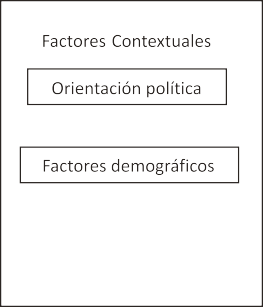 Factores Contextuales
Orientación política
Factores demográficos